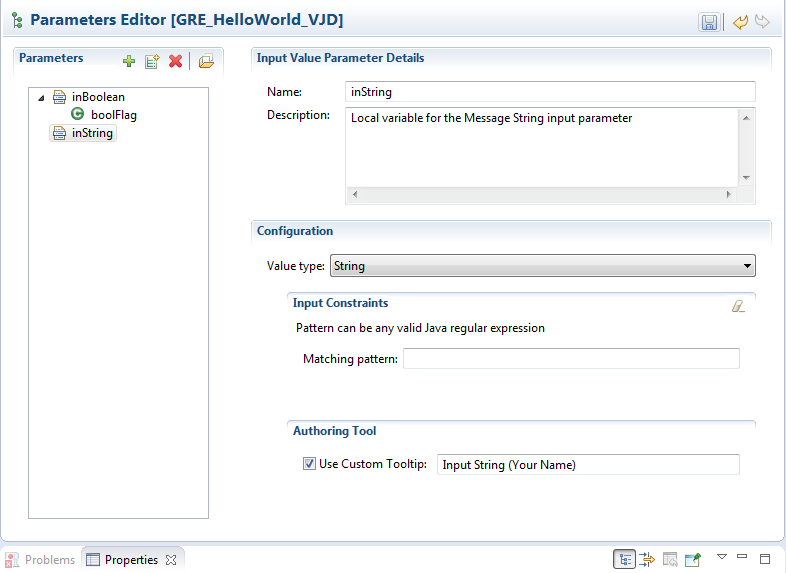 Parameters Editor [GRE_HelloWorld_VJD]
Parameters
inBoolean
boolFlag
inString
Input Value Parameter Details
Name: inString
Description: Local variable for the Message String input parameter
Configuration
Value type: String
Input Constraints
Pattern can be any valid Java regular expression
Matching pattern:
Authoring Tool
Use Custom Tooltip: Input String (Your Name)
Problems Properties